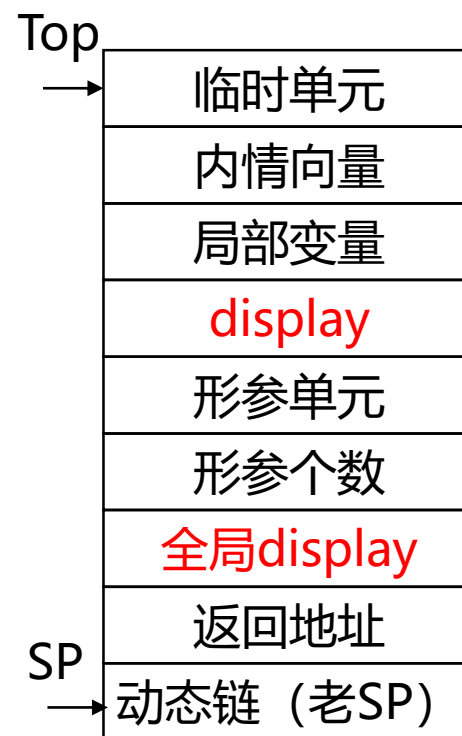 Top
临时单元
内情向量
局部变量
display
形参单元
形参个数
全局display
返回地址
SP
动态链（老SP）